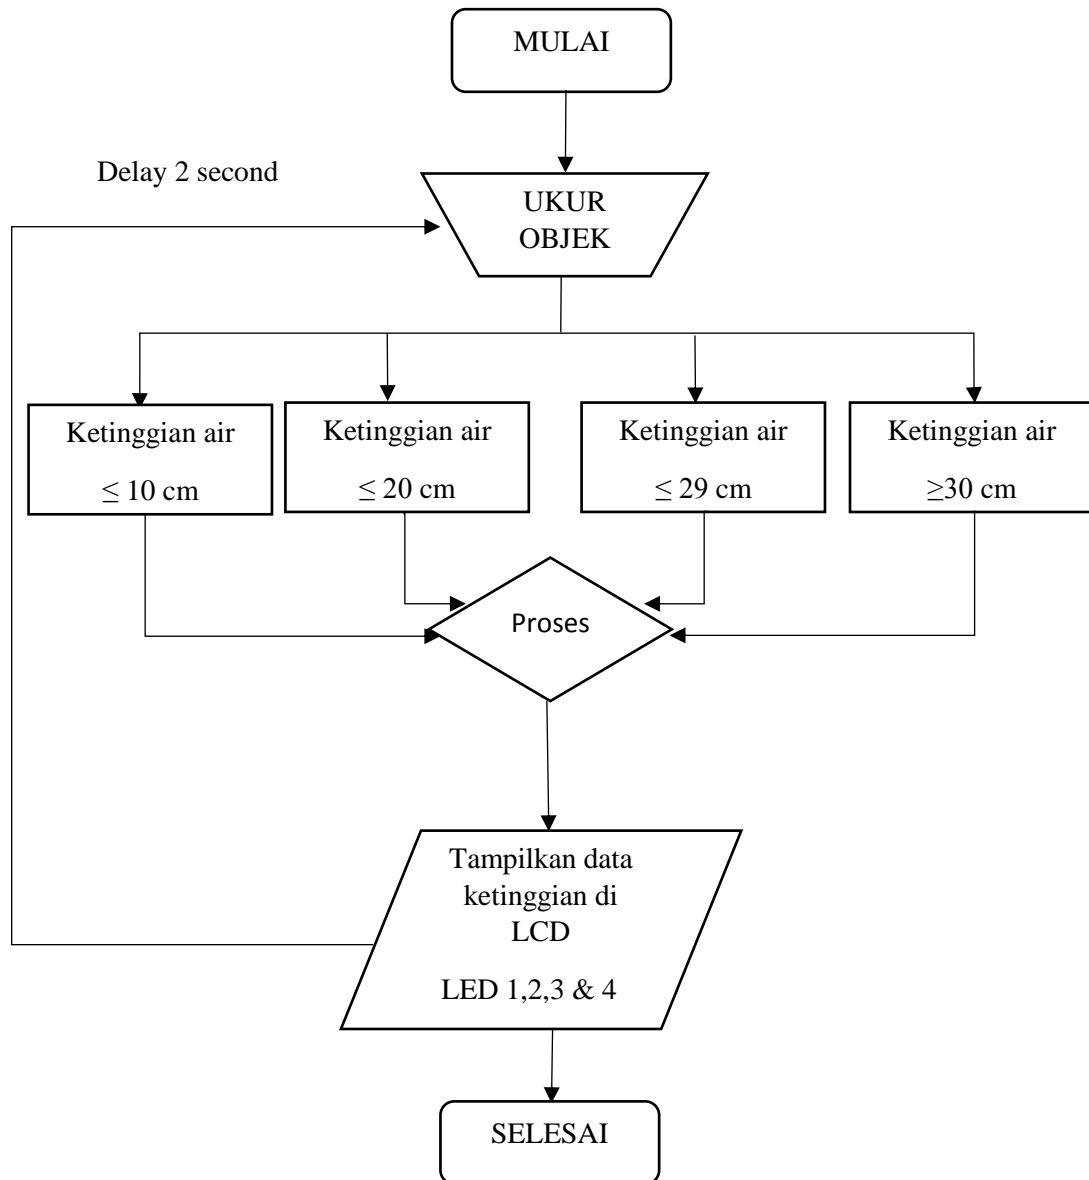 MULAI
Delay 2 second
UKUR
OBJEK
Ketinggian air
≤ 10 cm
Ketinggian air
≤ 20 cm
Ketinggian air
≤ 29 cm
Ketinggian air
≥30 cm
Proses
Tampilkan data
ketinggian di
LCD
LED 1,2,3 & 4
SELESAI